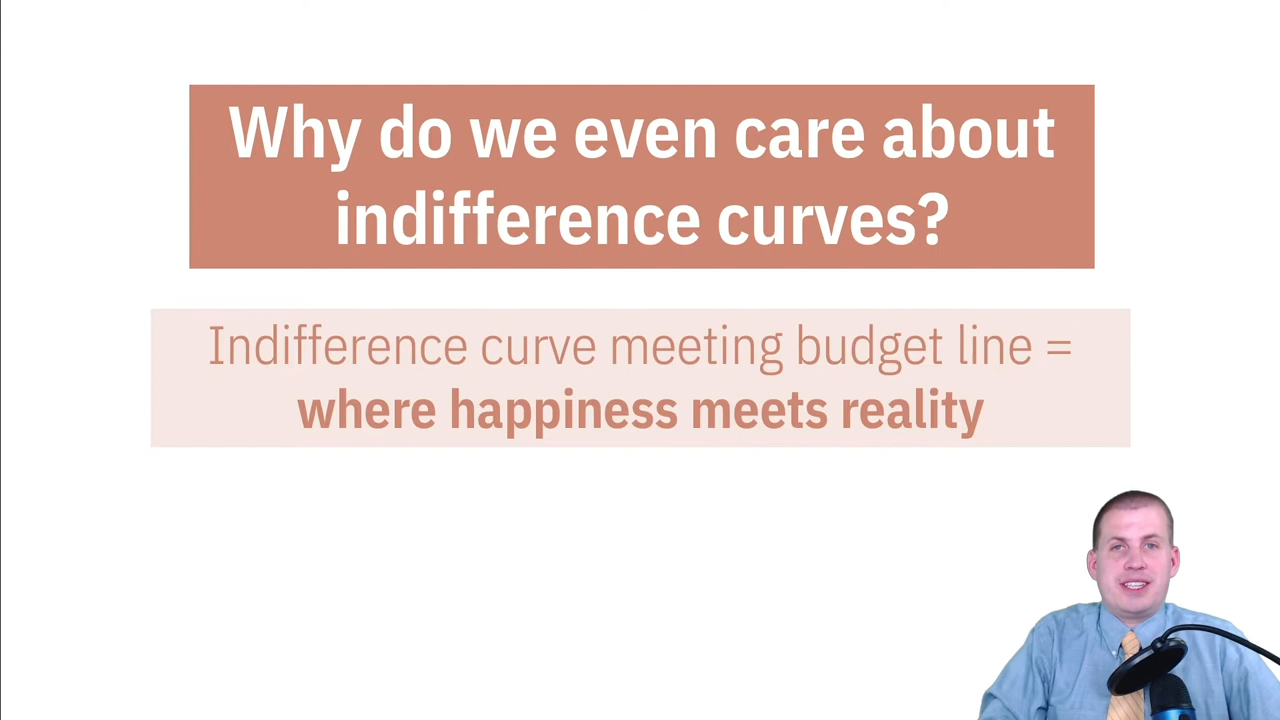 Why do we even care about
indifference curves?
Indifference curve meeting budget line =
where happiness meets reality